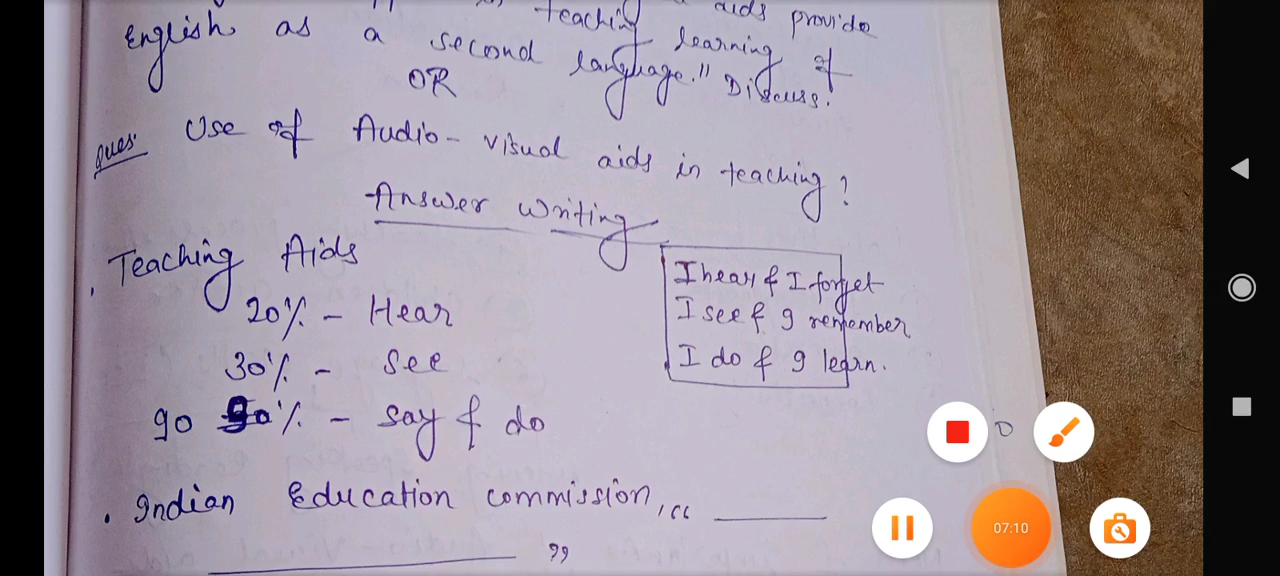 teaching aids provide
English as a second language." learning of
Discuss.
OR
Ques. Use of Audio-visual aids in teaching?
Answer Writing
. Teaching Aids
20% - Hear
30% - See
90 % - Say & do
I hear & I forget
I see & I remember
I do & I learn.
. Indian Education commission, "
"
07:10